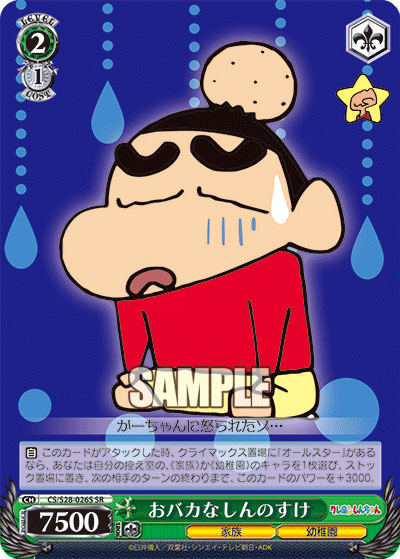 LEVEL
2
1
COST
SAMPLE
かーちゃんに怒られたゾ…
このカードがアタックした時、クライマックス置場に「オールスター」があ
るなら、あなたは自分の控え室の、《家族》か《幼稚園》のキャラを1枚選び、ストッ
ク置場に置き、次の相手のターンの終わりまで、このカードのパワーを+3000。
CH
CS/S28-026S SR
7500
おバカなしんのすけ
クレヨンしんちゃん
家族
幼稚園
©臼井儀人／双葉社・シンエイ・テレビ朝日・ADK